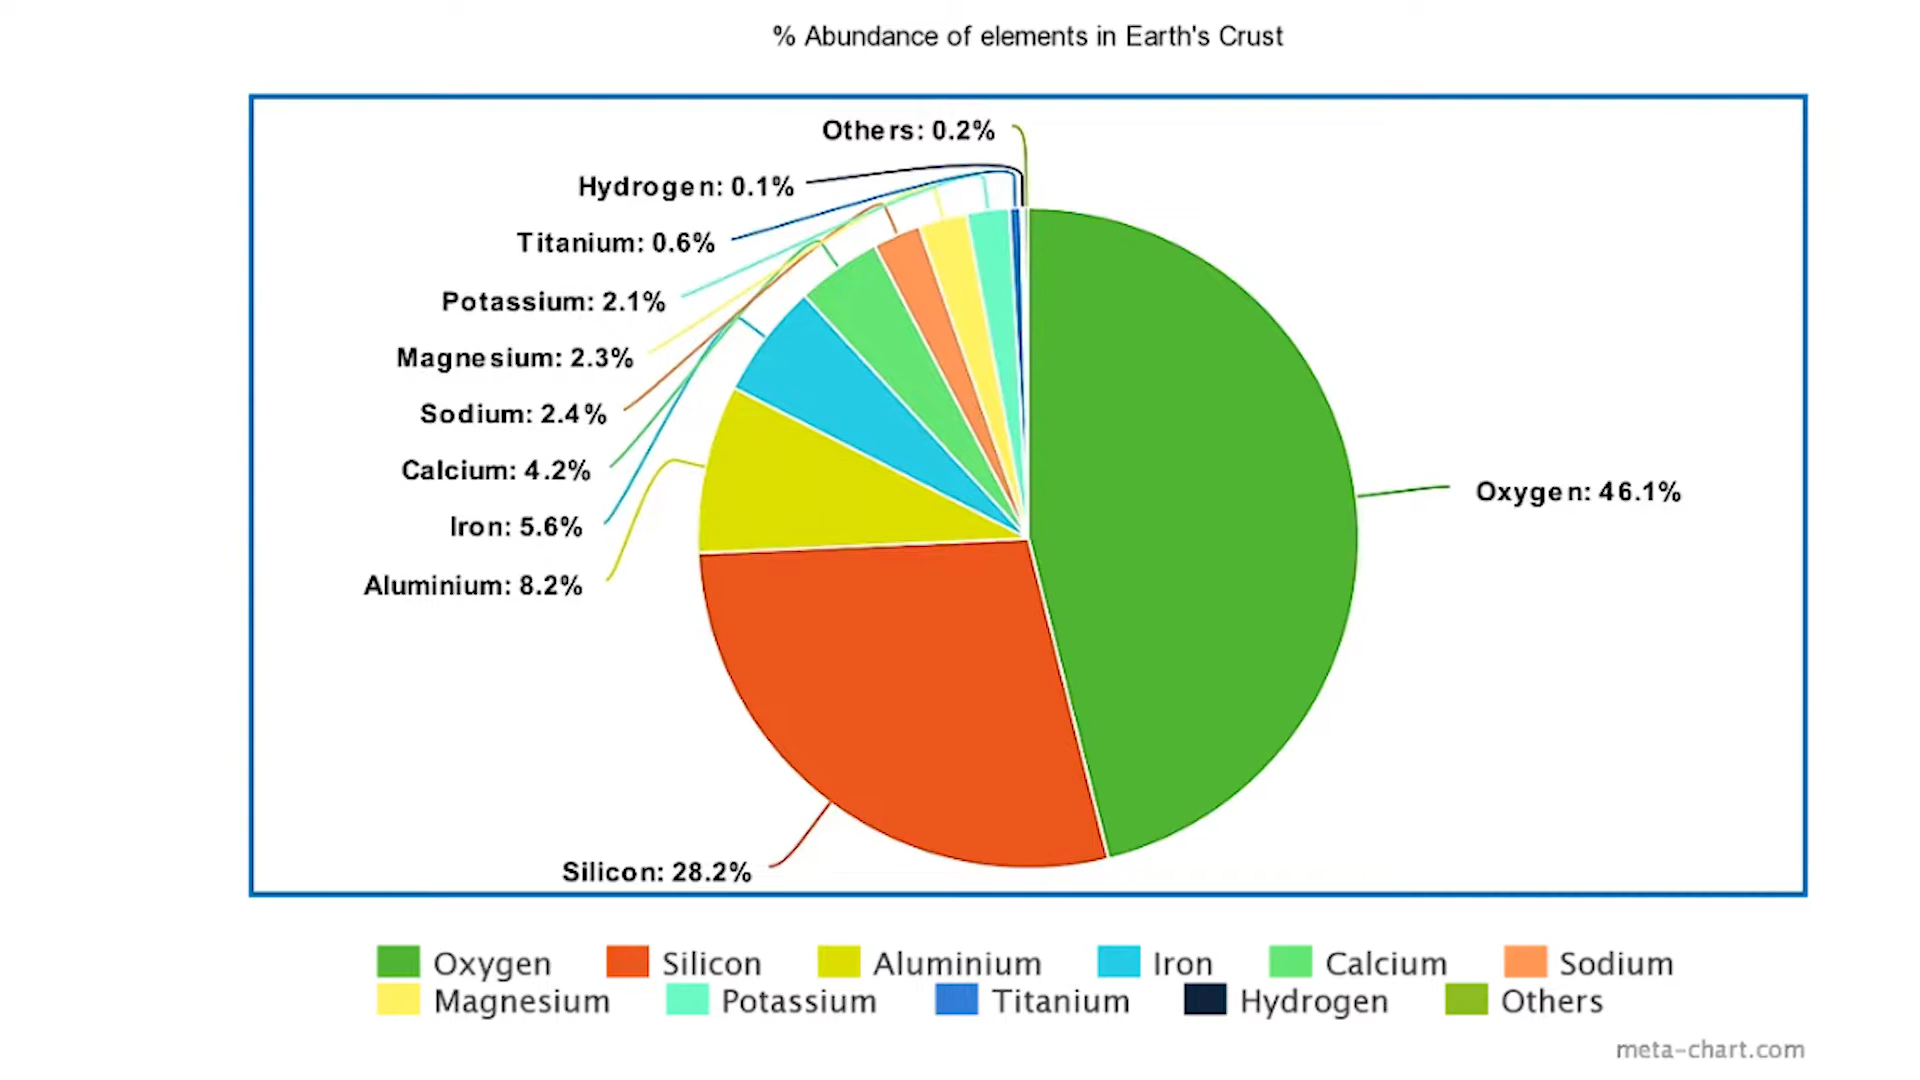 % Abundance of elements in Earth's Crust
Others: 0.2%
Hydrogen: 0.1%
Titanium: 0.6%
Potassium: 2.1%
Magnesium: 2.3%
Sodium: 2.4%
Calcium: 4.2%
Iron: 5.6%
Aluminium: 8.2%
Oxygen: 46.1%
Silicon: 28.2%
Oxygen Silicon Aluminium Iron Calcium Sodium
Magnesium Potassium Titanium Hydrogen Others
meta-chart.com